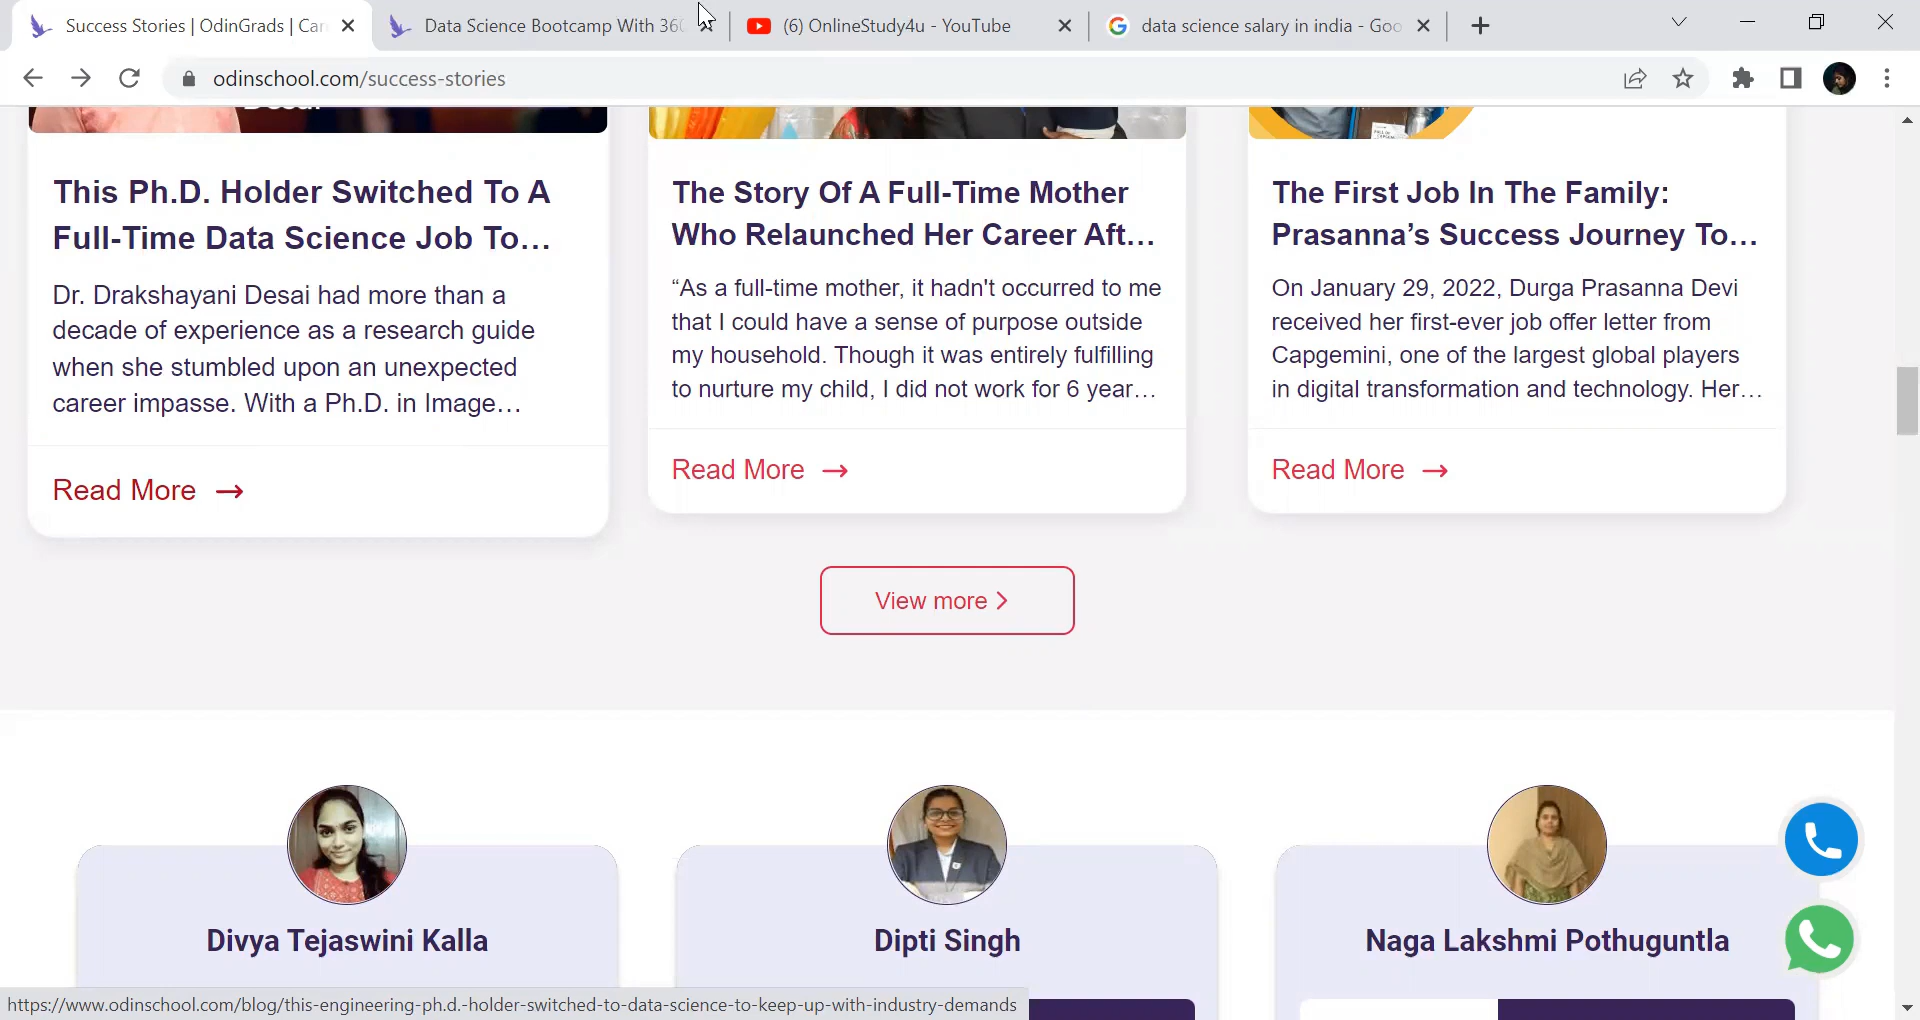 Success Stories | OdinGrads | Car
Data Science Bootcamp With 360
(6) OnlineStudy4u - YouTube
data science salary in india - Goo
odinschool.com/success-stories
This Ph.D. Holder Switched To A
Full-Time Data Science Job To...
Dr. Drakshayani Desai had more than a
decade of experience as a research guide
when she stumbled upon an unexpected
career impasse. With a Ph.D. in Image...
Read More →
The Story Of A Full-Time Mother
Who Relaunched Her Career Aft...
“As a full-time mother, it hadn't occurred to me
that I could have a sense of purpose outside
my household. Though it was entirely fulfilling
to nurture my child, I did not work for 6 year...
Read More →
The First Job In The Family:
Prasanna’s Success Journey To...
On January 29, 2022, Durga Prasanna Devi
received her first-ever job offer letter from
Capgemini, one of the largest global players
in digital transformation and technology. Her...
Read More →
View more >
Divya Tejaswini Kalla
Dipti Singh
Naga Lakshmi Pothuguntla
https://www.odinschool.com/blog/this-engineering-ph.d.-holder-switched-to-data-science-to-keep-up-with-industry-demands